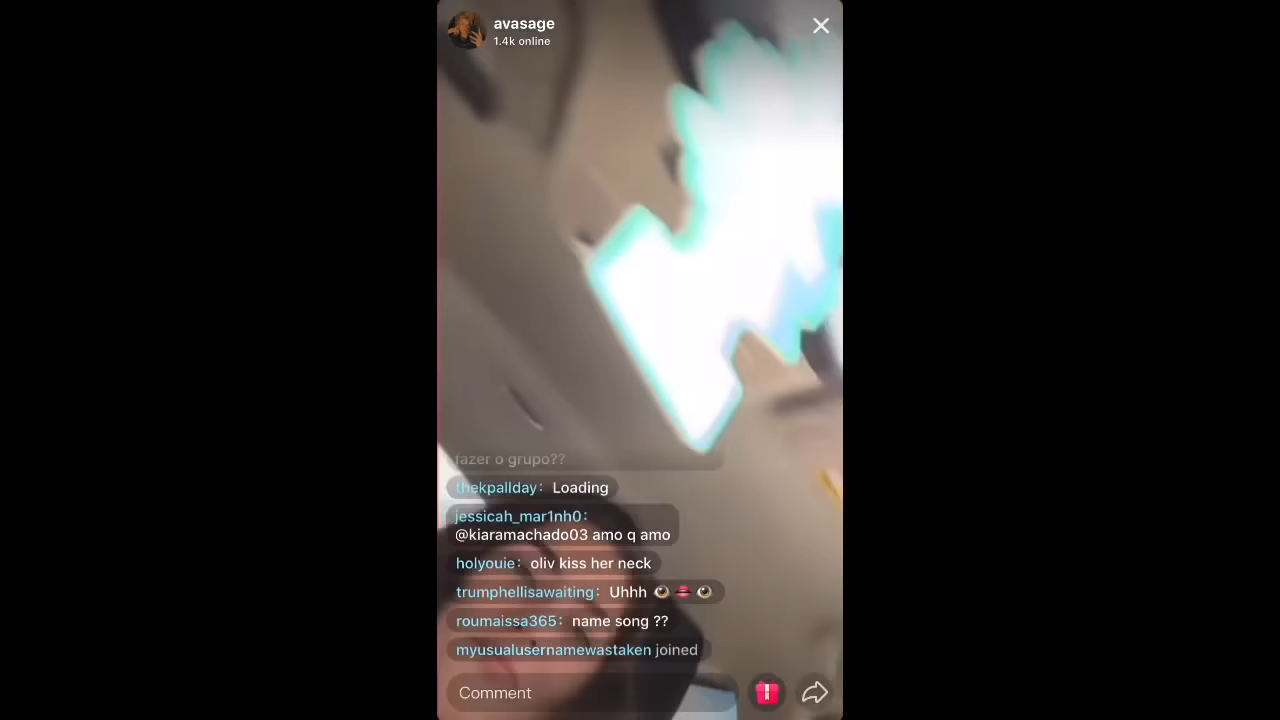 avasage
1.4k online
fazer o grupo??
thekpallday: Loading
jessicah_mar1nh0:
@kiaramachado03 amo q amo
holyouie: oliv kiss her neck
trumphellisawaiting: Uhhh 👁️👄👁️
roumaissa365: name song ??
myusualusernamewastaken joined
Comment